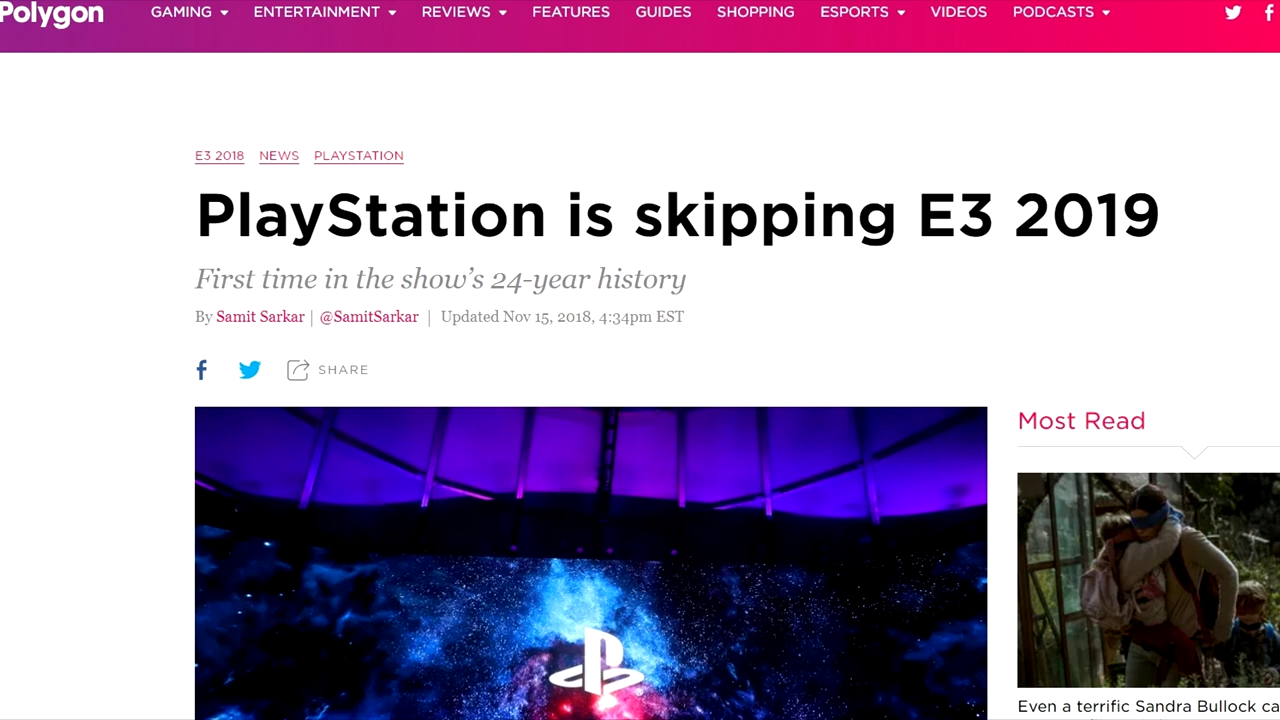 Polygon GAMING ENTERTAINMENT REVIEWS FEATURES GUIDES SHOPPING ESPORTS VIDEOS PODCASTS
E3 2018 NEWS PLAYSTATION
PlayStation is skipping E3 2019
First time in the show's 24-year history
By Samit Sarkar | @SamitSarkar | Updated Nov 15, 2018, 4:34pm EST
SHARE
Most Read
Even a terrific Sandra Bullock ca